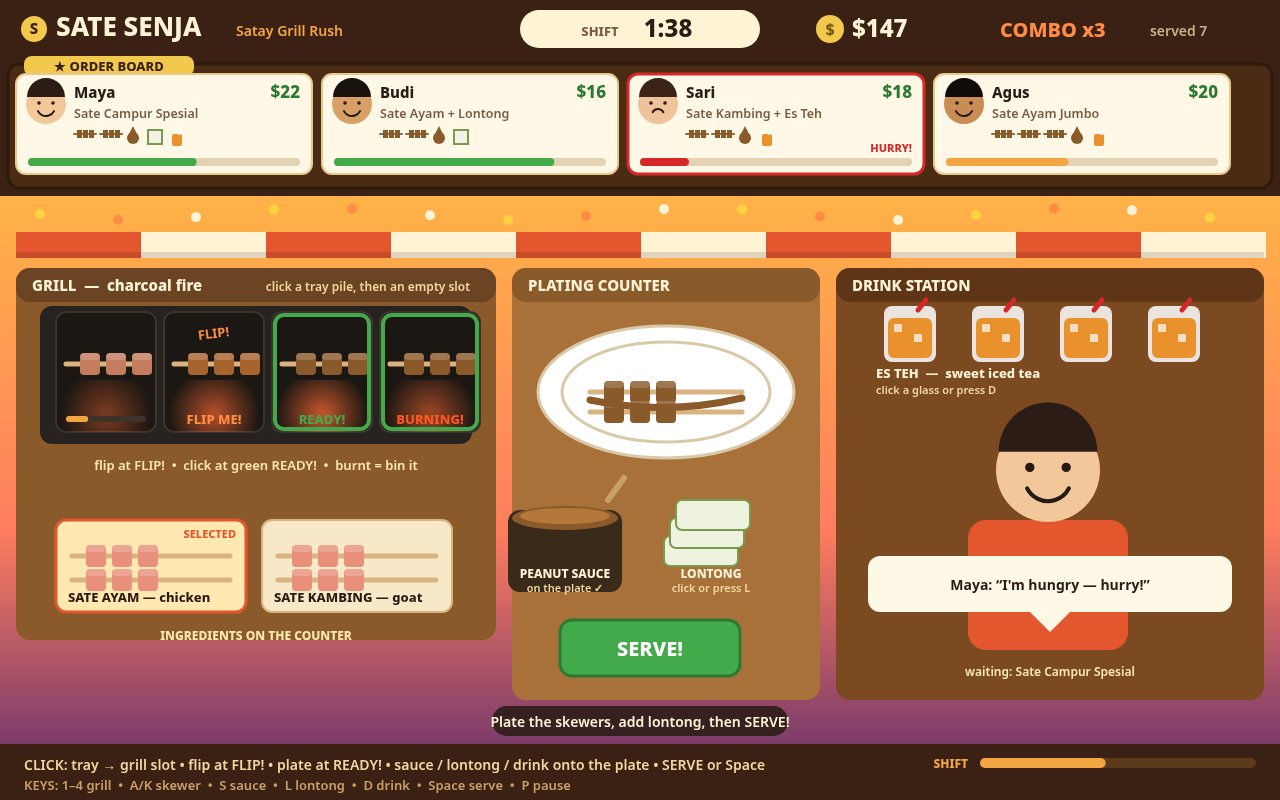 S SATE SENJA
Satay Grill Rush
SHIFT 1:38
$ $147
COMBO x3
served 7
★ ORDER BOARD
Maya $22
Sate Campur Spesial
Budi $16
Sate Ayam + Lontong
Sari $18
Sate Kambing + Es Teh
HURRY!
Agus $20
Sate Ayam Jumbo
GRILL — charcoal fire
click a tray pile, then an empty slot
FLIP!
FLIP ME!
READY!
BURNING!
flip at FLIP! • click at green READY! • burnt = bin it
SELECTED
SATE AYAM — chicken
SATE KAMBING — goat
INGREDIENTS ON THE COUNTER
PLATING COUNTER
PEANUT SAUCE
on the plate ✓
LONTONG
click or press L
SERVE!
DRINK STATION
ES TEH — sweet iced tea
click a glass or press D
Maya: “I'm hungry — hurry!”
waiting: Sate Campur Spesial
Plate the skewers, add lontong, then SERVE!
CLICK: tray → grill slot • flip at FLIP! • plate at READY! • sauce / lontong / drink onto the plate • SERVE or Space
KEYS: 1–4 grill • A/K skewer • S sauce • L lontong • D drink • Space serve • P pause
SHIFT